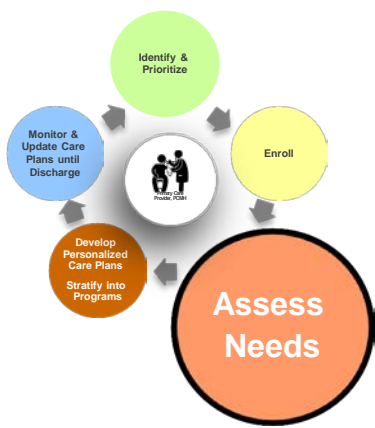 Identify &
Prioritize
Enroll
Assess
Needs
Develop
Personalized
Care Plans
Stratify into
Programs
Monitor &
Update Care
Plans until
Discharge
Primary Care
Provider, PCMH